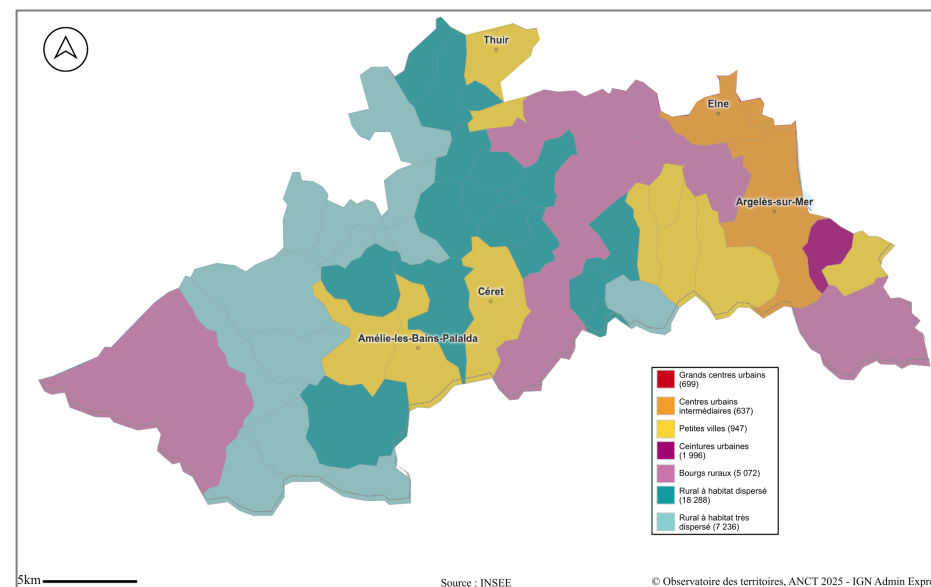 Thuir
Elne
Argelès-sur-Mer
Céret
Amélie-les-Bains-Palalda
Grands centres urbains
(699)
Centres urbains
intermédiaires (637)
Petites villes (947)
Ceintures urbaines
(1 996)
Bourgs ruraux (5 072)
Rural à habitat dispersé
(18 288)
Rural à habitat très
dispersé (7 236)
5km
Source : INSEE
© Observatoire des territoires, ANCT 2025 - IGN Admin Expre